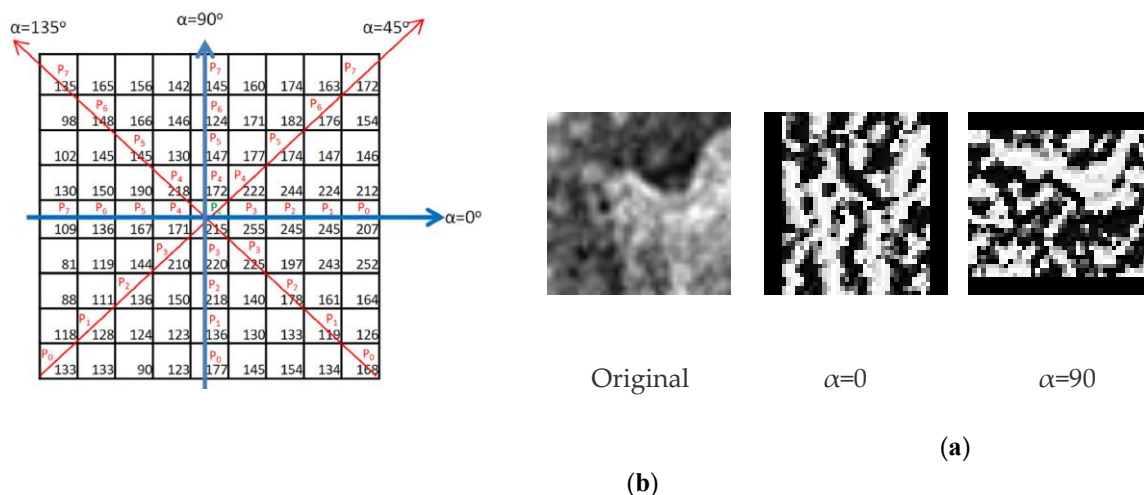 α=135° α=90° α=45°
P₇ P₇ P₇
135 165 156 142 145 160 174 163 172
P₆ P₆ P₆
98 148 166 146 124 171 182 176 154
P₅ P₅ P₅
102 145 145 130 147 177 174 147 146
P₄ P₄ P₄
130 150 190 218 172 222 244 224 212
P₇ P₆ P₅ P₄ P P₃ P₂ P₁ P₀
α=0°
109 136 167 171 215 255 245 245 207
P₃ P₃ P₃
81 119 144 210 220 225 197 243 252
P₂ P₂ P₂
88 111 136 150 218 140 178 161 164
P₁ P₁ P₁
118 128 124 123 136 130 133 119 126
P₀ P₀ P₀
133 133 90 123 177 145 154 134 168
Original α=0 α=90
(a)
(b)